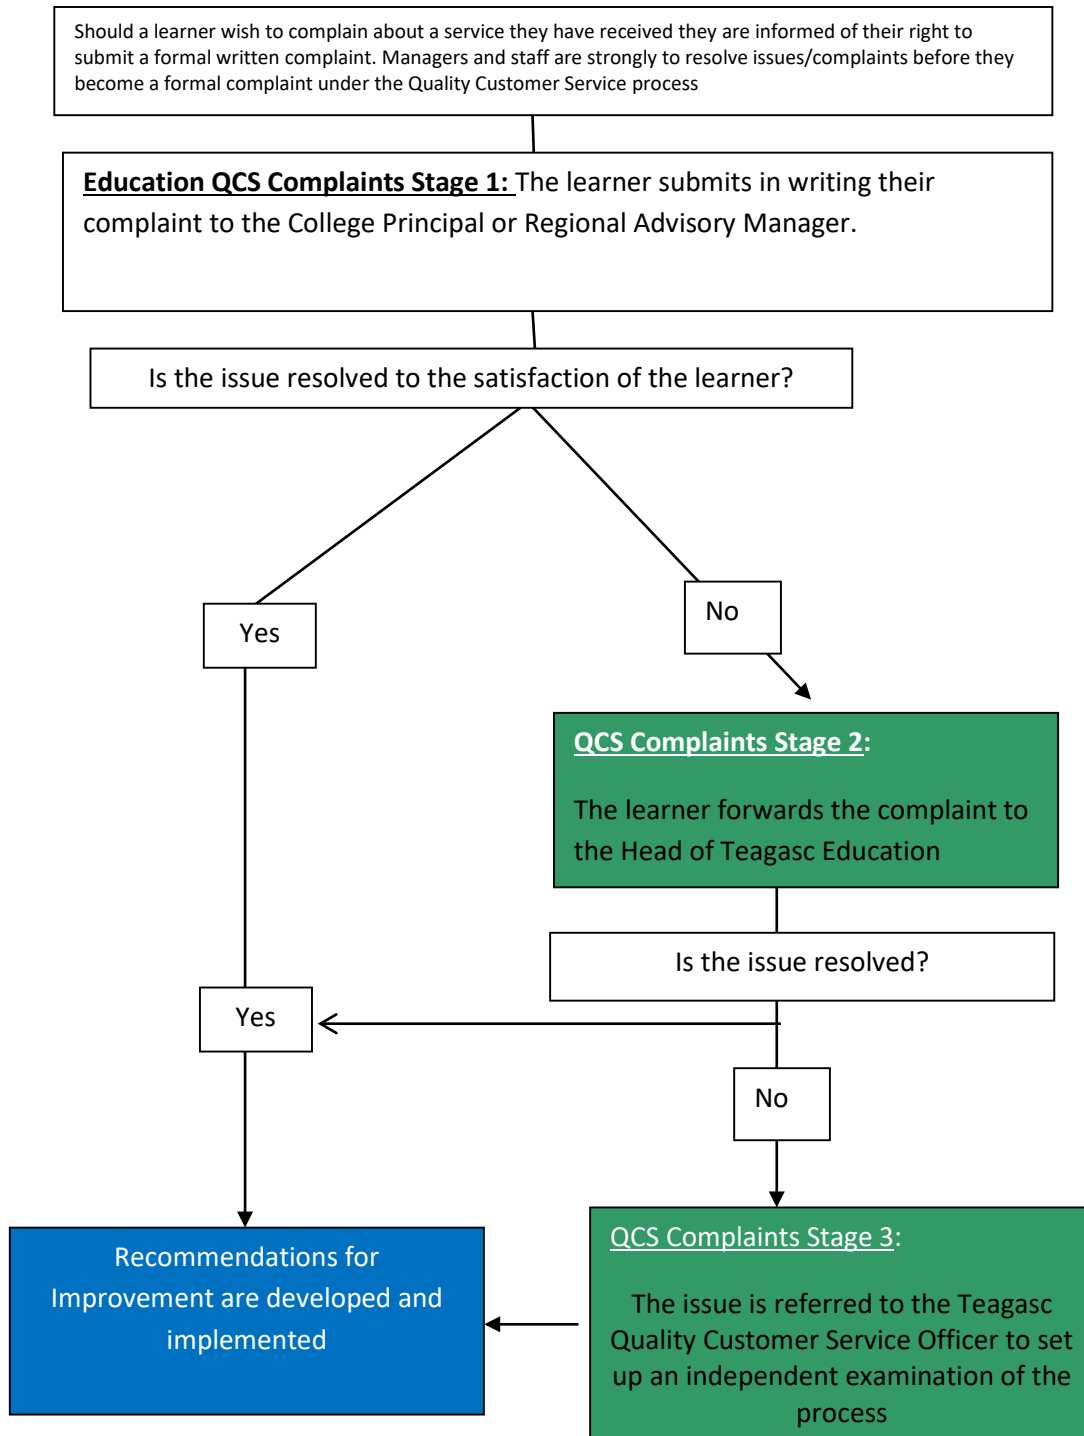 Should a learner wish to complain about a service they have received they are informed of their right to
submit a formal written complaint. Managers and staff are strongly to resolve issues/complaints before they
become a formal complaint under the Quality Customer Service process
Education QCS Complaints Stage 1: The learner submits in writing their
complaint to the College Principal or Regional Advisory Manager.
Is the issue resolved to the satisfaction of the learner?
Yes
No
QCS Complaints Stage 2:
The learner forwards the complaint to
the Head of Teagasc Education
Is the issue resolved?
Yes
No
Recommendations for
Improvement are developed and
implemented
QCS Complaints Stage 3:
The issue is referred to the Teagasc
Quality Customer Service Officer to set
up an independent examination of the
process